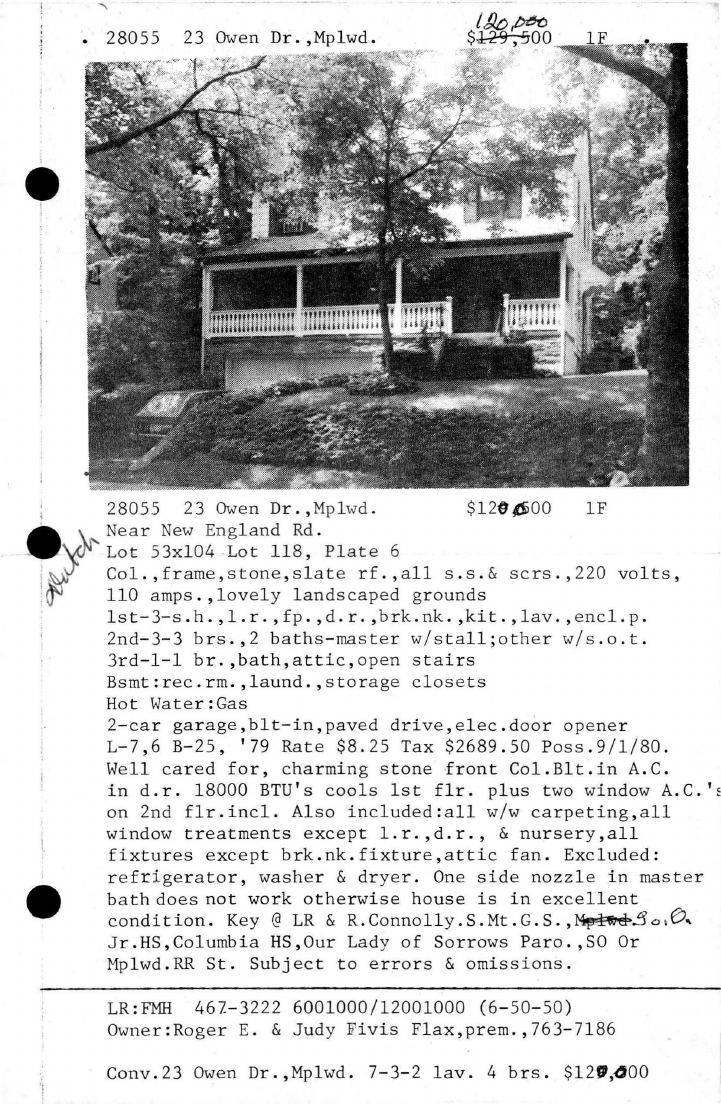 120,000
28055 23 Owen Dr.,Mplwd. $129,500 1F
28055 23 Owen Dr.,Mplwd. $120,000 1F
Near New England Rd.
Dutch
Lot 53x104 Lot 118, Plate 6
Col.,frame,stone,slate rf.,all s.s.& scrs.,220 volts,
110 amps.,lovely landscaped grounds
1st-3-s.h.,l.r.,fp.,d.r.,brk.nk.,kit.,lav.,encl.p.
2nd-3-3 brs.,2 baths-master w/stall;other w/s.o.t.
3rd-1-1 br.,bath,attic,open stairs
Bsmt:rec.rm.,laund.,storage closets
Hot Water:Gas
2-car garage,blt-in,paved drive,elec.door opener
L-7,6 B-25, '79 Rate $8.25 Tax $2689.50 Poss.9/1/80.
Well cared for, charming stone front Col.Blt.in A.C.
in d.r. 18000 BTU's cools 1st flr. plus two window A.C.'s
on 2nd flr.incl. Also included:all w/w carpeting,all
window treatments except l.r.,d.r., & nursery,all
fixtures except brk.nk.fixture,attic fan. Excluded:
refrigerator, washer & dryer. One side nozzle in master
bath does not work otherwise house is in excellent
condition. Key @ LR & R.Connolly.S.Mt.G.S.,Mplwd.So.O.
Jr.HS,Columbia HS,Our Lady of Sorrows Paro.,SO Or
Mplwd.RR St. Subject to errors & omissions.
LR:FMH 467-3222 6001000/12001000 (6-50-50)
Owner:Roger E. & Judy Fivis Flax,prem.,763-7186
Conv.23 Owen Dr.,Mplwd. 7-3-2 lav. 4 brs. $120,000